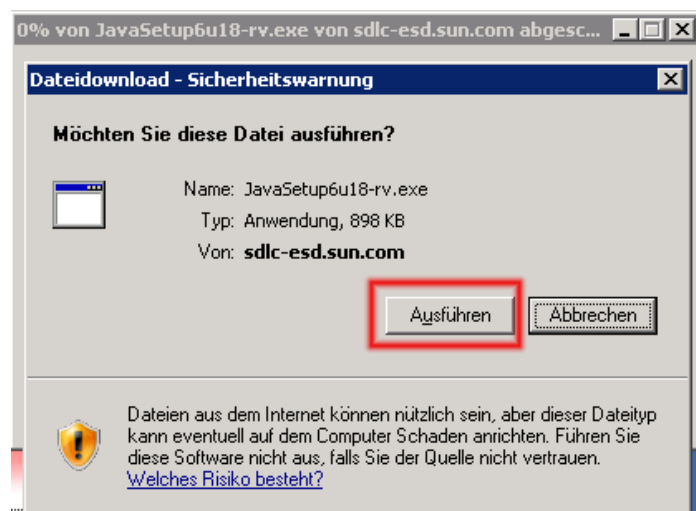 0% von JavaSetup6u18-rv.exe von sdlc-esd.sun.com abgesc...
Dateidownload - Sicherheitswarnung
Möchten Sie diese Datei ausführen?
Name: JavaSetup6u18-rv.exe
Typ: Anwendung, 898 KB
Von: sdlc-esd.sun.com
Ausführen Abbrechen
Dateien aus dem Internet können nützlich sein, aber dieser Dateityp
kann eventuell auf dem Computer Schaden anrichten. Führen Sie
diese Software nicht aus, falls Sie der Quelle nicht vertrauen.
Welches Risiko besteht?